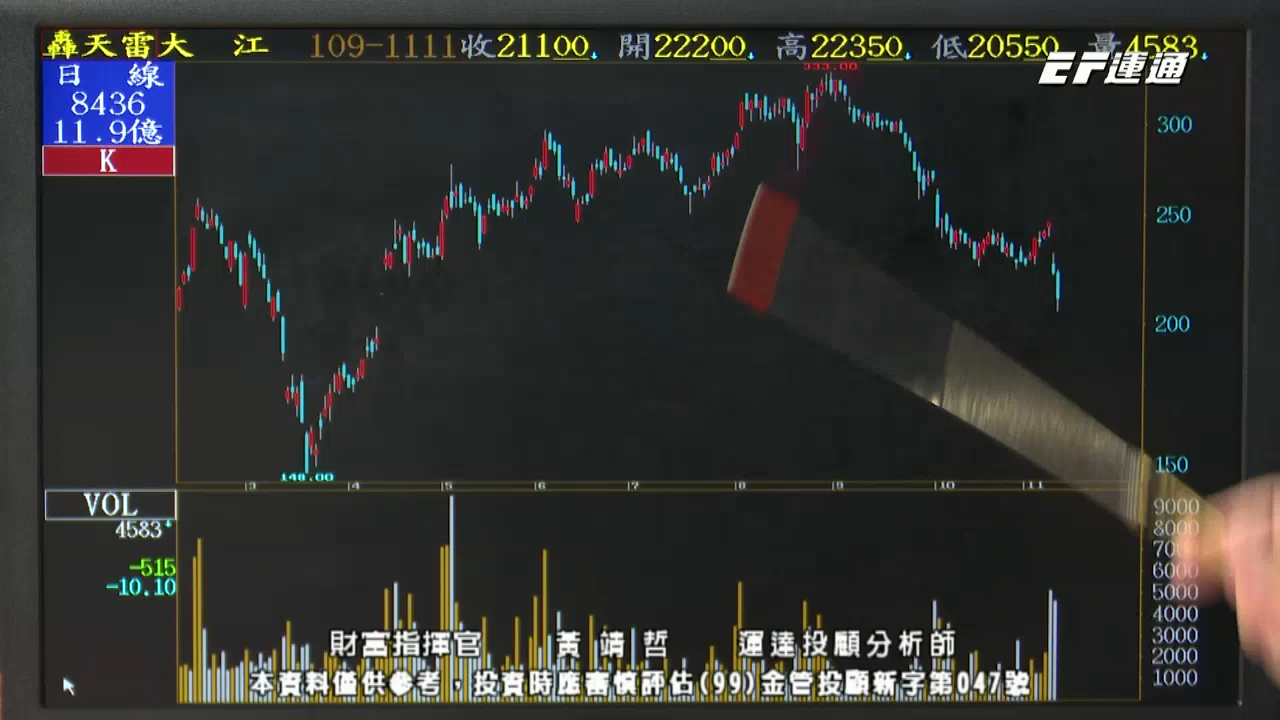 轟天雷大 江 109-1111收21100 開22200 高22350 低20550 量4583
EF連通
日 線
8436
11.9億
K
333.00
300
250
200
150
148.00
3 4 5 6 7 8 9 10 11
VOL
4583
-515
-10.10
9000
8000
6000
5000
4000
3000
2000
1000
財富指揮官 黃靖哲 運達投顧分析師
本資料僅供參考，投資時應審慎評估(99)金管投顧新字第047號